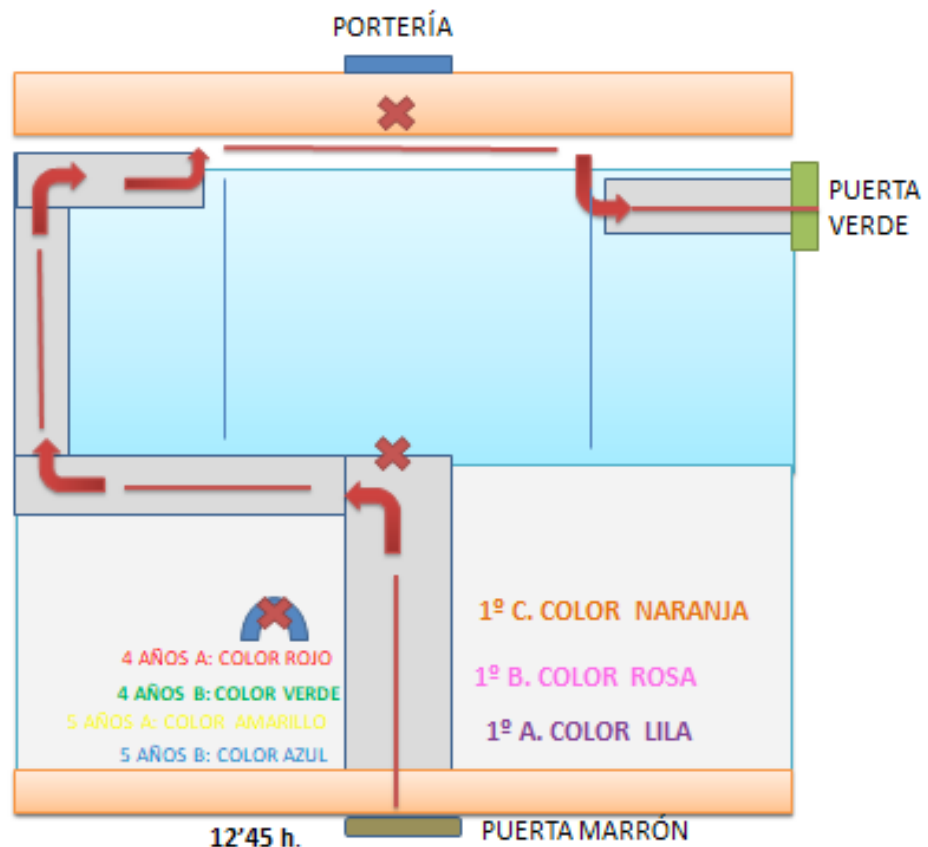 PORTERÍA
PUERTA
VERDE
4 AÑOS A: COLOR ROJO
4 AÑOS B: COLOR VERDE
5 AÑOS A: COLOR AMARILLO
5 AÑOS B: COLOR AZUL
1º C. COLOR NARANJA
1º B. COLOR ROSA
1º A. COLOR LILA
12'45 h.
PUERTA MARRÓN